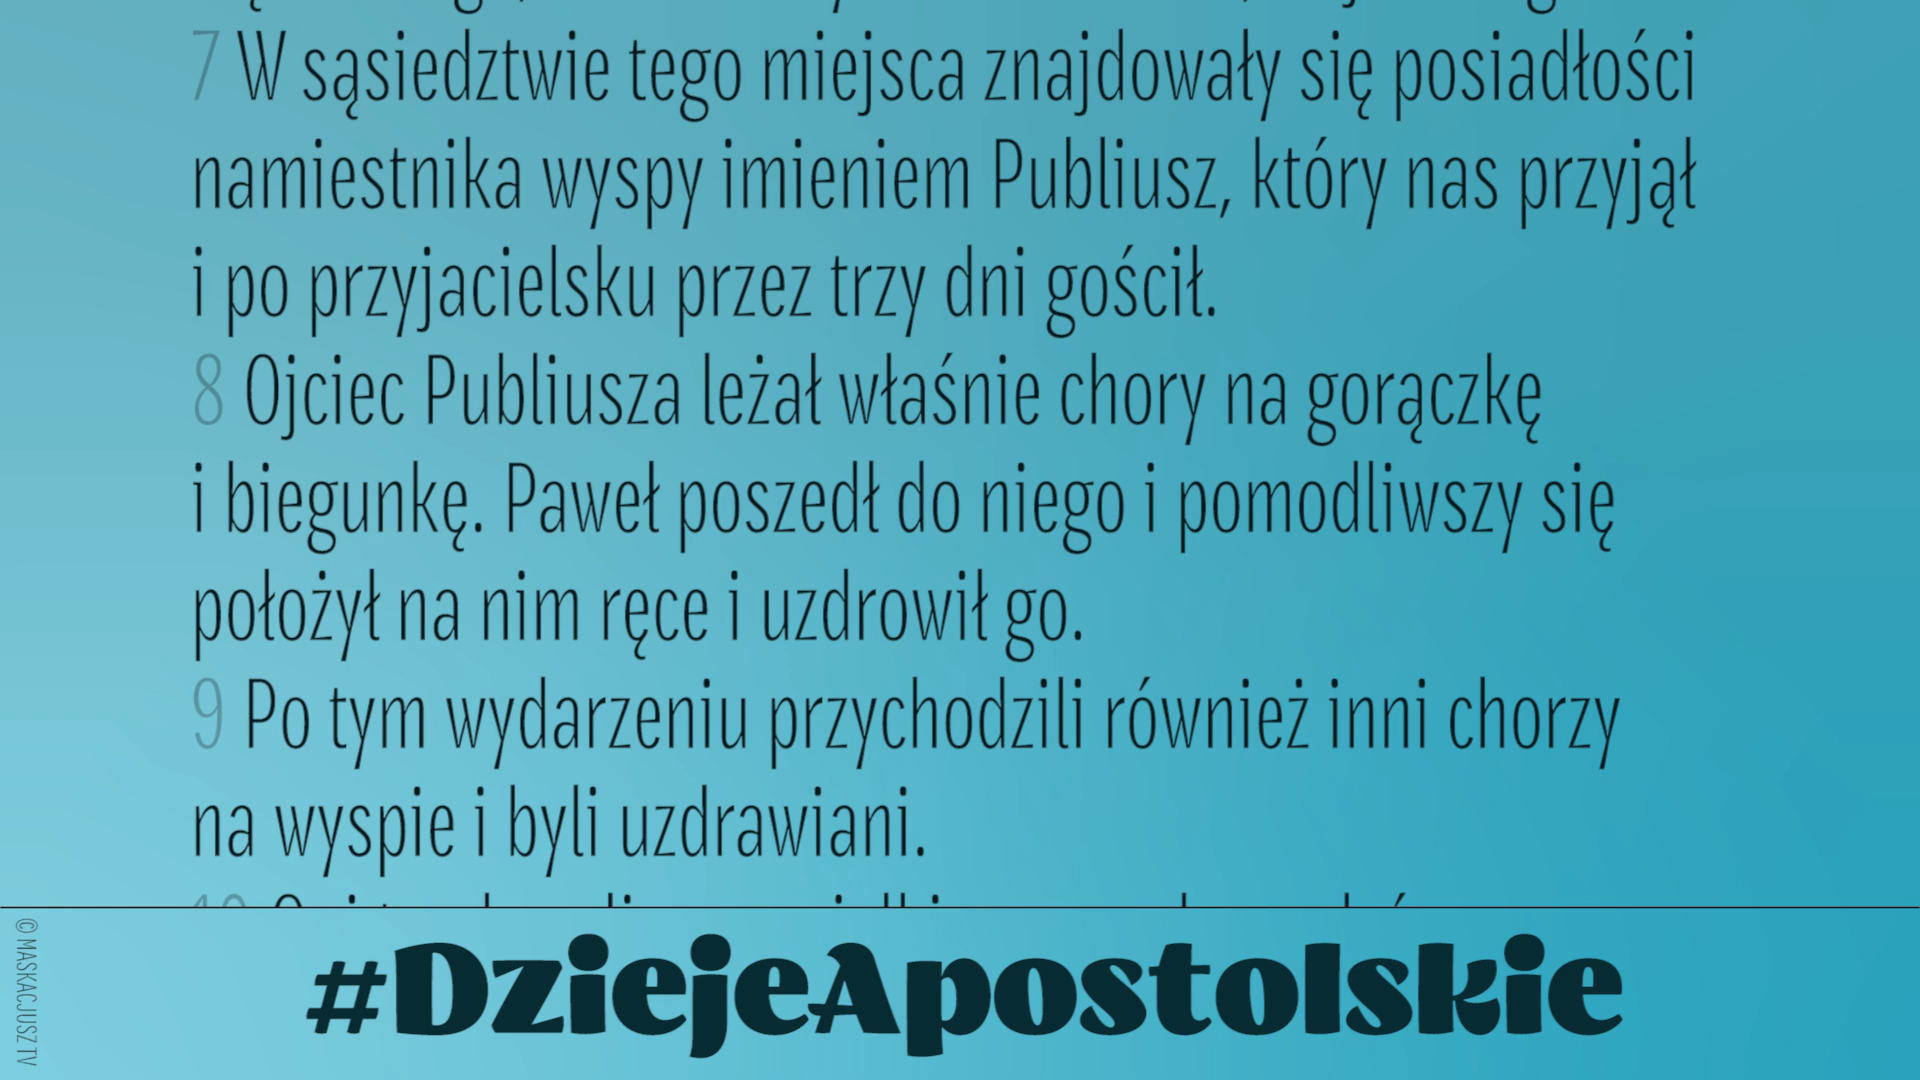 7 W sąsiedztwie tego miejsca znajdowały się posiadłości
namiestnika wyspy imieniem Publiusz, który nas przyjął
i po przyjacielsku przez trzy dni gościł.
8 Ojciec Publiusza leżał właśnie chory na gorączkę
i biegunkę. Paweł poszedł do niego i pomodliwszy się
położył na nim ręce i uzdrowił go.
9 Po tym wydarzeniu przychodzili również inni chorzy
na wyspie i byli uzdrawiani.
#DziejeApostolskie
© MASKACJUSZ TV